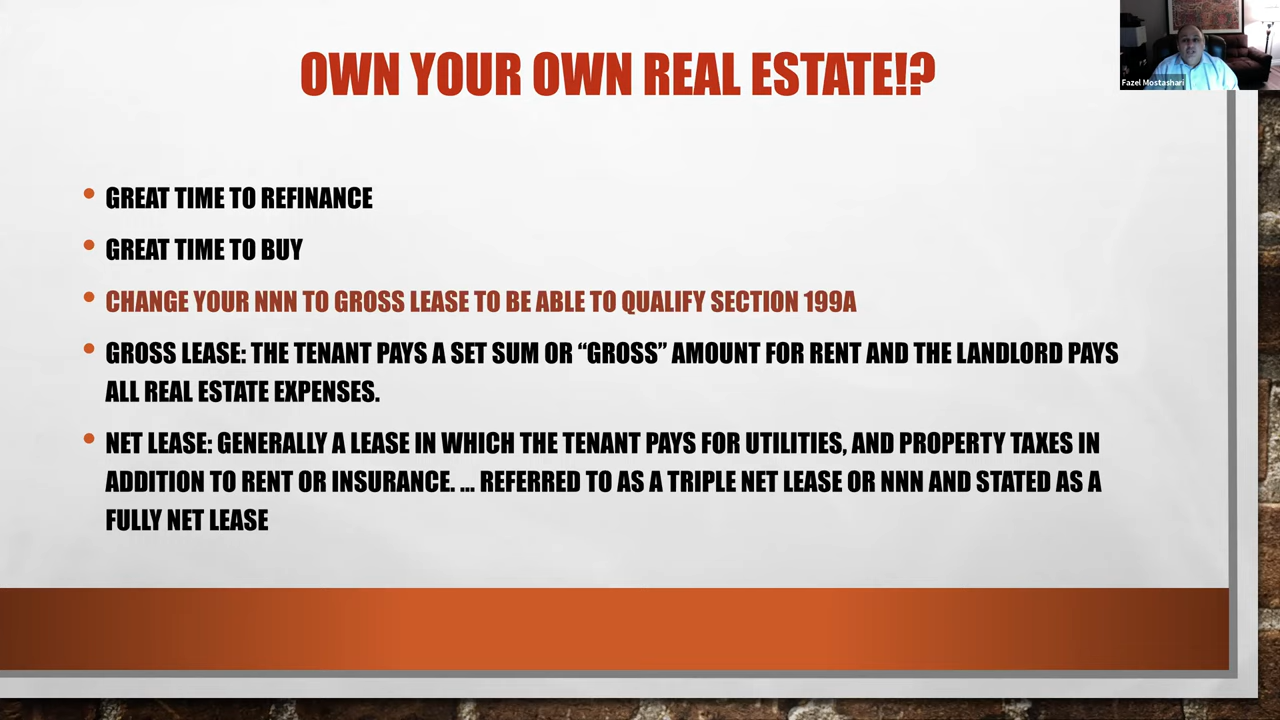 OWN YOUR OWN REAL ESTATE!?
Fazel Mostashari
• GREAT TIME TO REFINANCE
• GREAT TIME TO BUY
• CHANGE YOUR NNN TO GROSS LEASE TO BE ABLE TO QUALIFY SECTION 199A
• GROSS LEASE: THE TENANT PAYS A SET SUM OR “GROSS” AMOUNT FOR RENT AND THE LANDLORD PAYS
ALL REAL ESTATE EXPENSES.
• NET LEASE: GENERALLY A LEASE IN WHICH THE TENANT PAYS FOR UTILITIES, AND PROPERTY TAXES IN
ADDITION TO RENT OR INSURANCE. ... REFERRED TO AS A TRIPLE NET LEASE OR NNN AND STATED AS A
FULLY NET LEASE